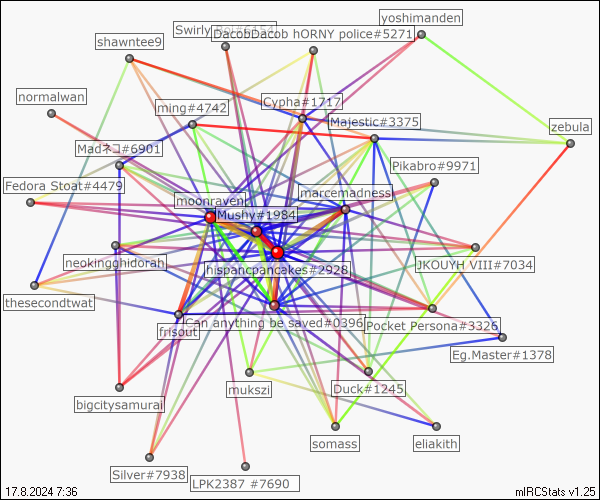 yoshimanden
Swirly
DacobDacob hORNY police#5271
shawntee9
normalwan
Cypha#1717
ming#4742
Majestic#3375
zebula
Madネコ#6901
Pikabro#9971
Fedora Stoat#4479
moonraven
marcemadness
Mushy#1984
neokingghidorah
hispancpancakes#2928
JKOUYH VIII#7034
thesecondtwat
frisout
Can anything be saved#0396
Pocket Persona#3326
Eg.Master#1378
mukszi
Duck#1245
bigcitysamurai
somass
eliakith
Silver#7938
LPK2387 #7690
17.8.2024 7:36
mIRCStats v1.25